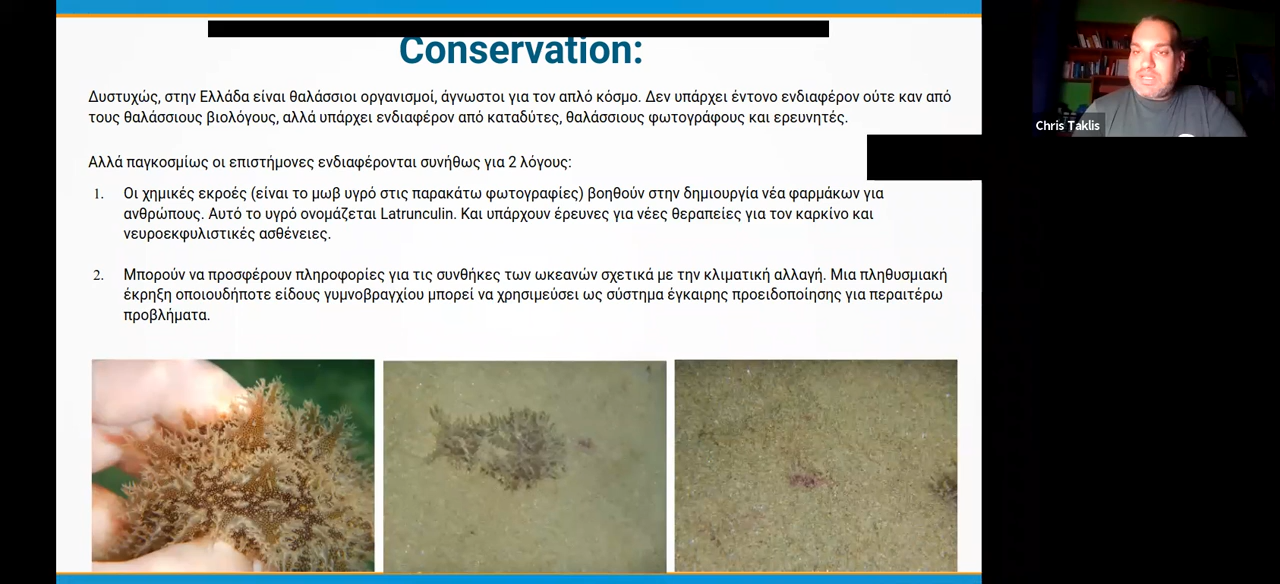 Conservation:
Δυστυχώς, στην Ελλάδα είναι θαλάσσιοι οργανισμοί, άγνωστοι για τον απλό κόσμο. Δεν υπάρχει έντονο ενδιαφέρον ούτε καν από
τους θαλάσσιους βιολόγους, αλλά υπάρχει ενδιαφέρον από καταδύτες, θαλάσσιους φωτογράφους και ερευνητές.
Αλλά παγκοσμίως οι επιστήμονες ενδιαφέρονται συνήθως για 2 λόγους:
1. Οι χημικές εκροές (είναι το μωβ υγρό στις παρακάτω φωτογραφίες) βοηθούν στην δημιουργία νέα φαρμάκων για
ανθρώπους. Αυτό το υγρό ονομάζεται Latrunculin. Και υπάρχουν έρευνες για νέες θεραπείες για τον καρκίνο και
νευροεκφυλιστικές ασθένειες.
2. Μπορούν να προσφέρουν πληροφορίες για τις συνθήκες των ωκεανών σχετικά με την κλιματική αλλαγή. Μια πληθυσμιακή
έκρηξη οποιουδήποτε είδους γυμνοβραγχίου μπορεί να χρησιμεύσει ως σύστημα έγκαιρης προειδοποίησης για περαιτέρω
προβλήματα.
Chris Taklis